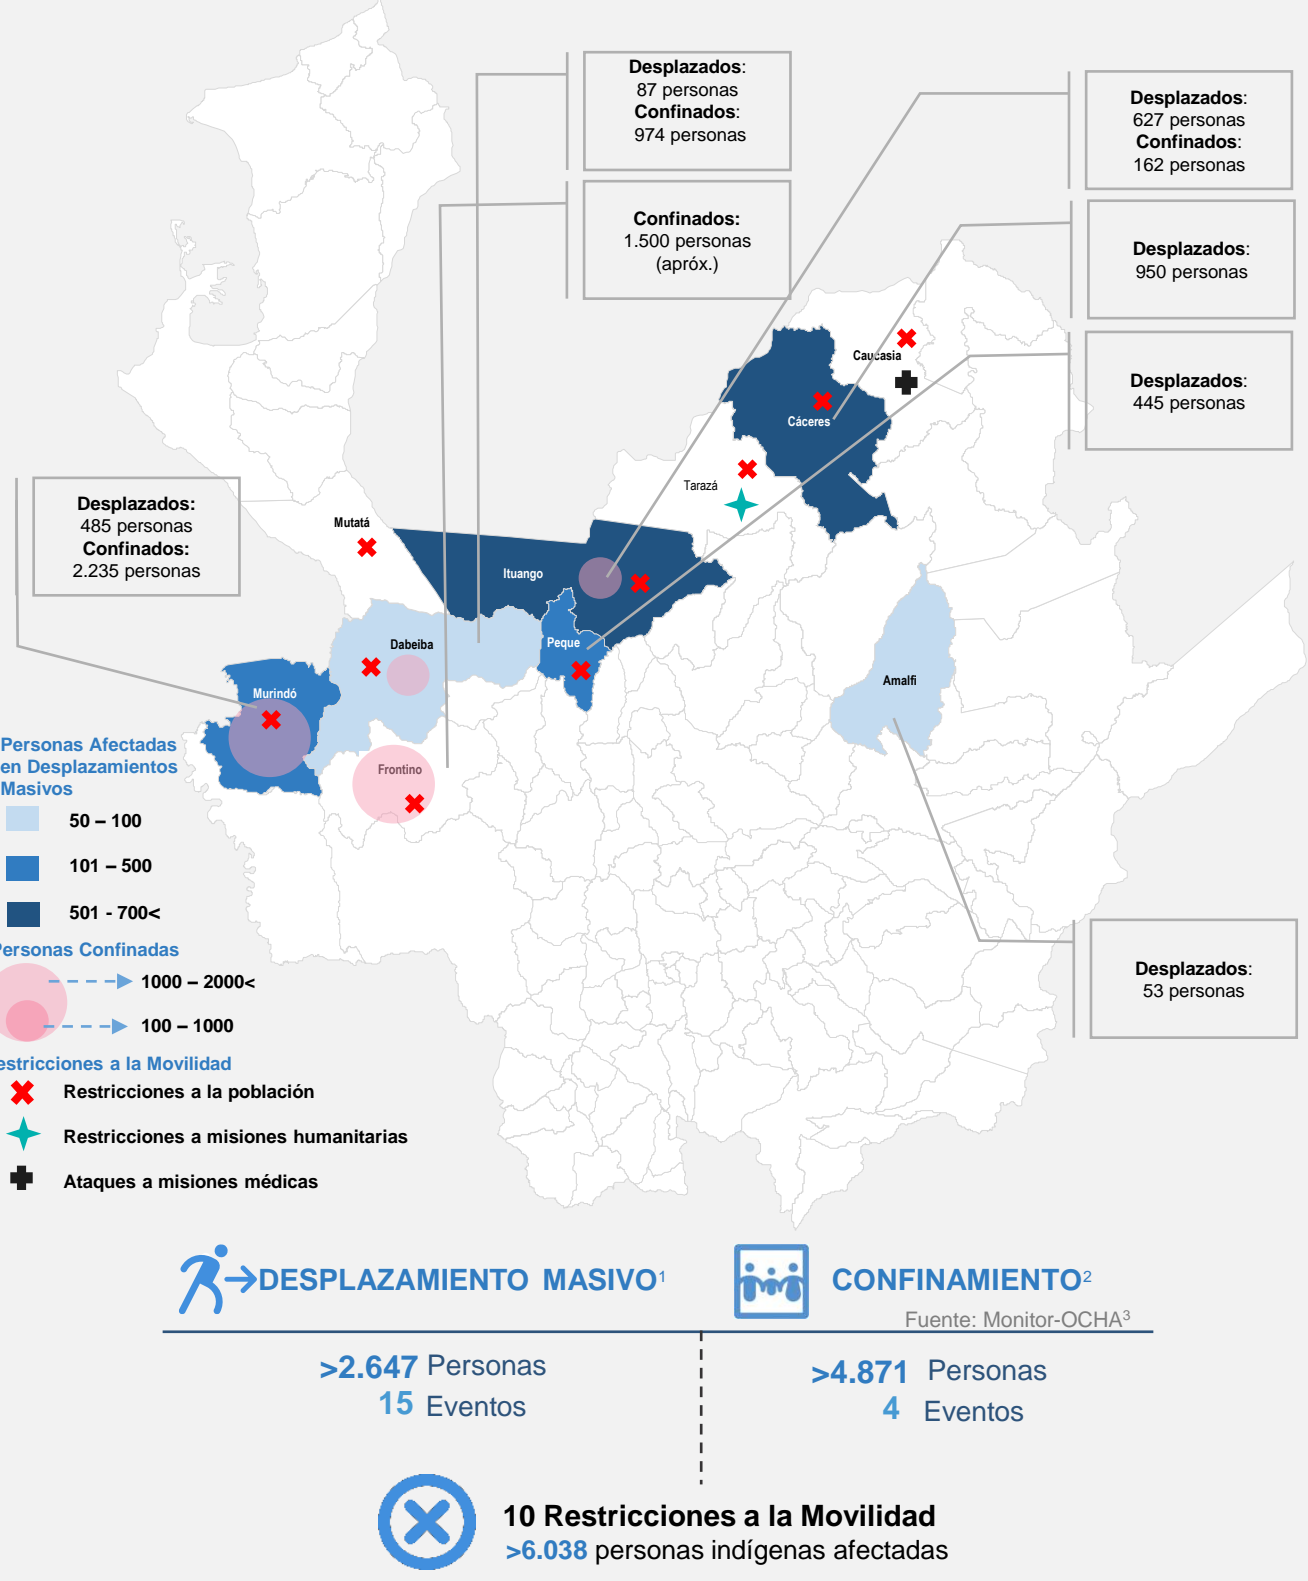 Desplazados:
87 personas
Confinados:
974 personas
Confinados:
1.500 personas
(apróx.)
Desplazados:
627 personas
Confinados:
162 personas
Desplazados:
950 personas
Desplazados:
445 personas
Desplazados:
485 personas
Confinados:
2.235 personas
Caucasia
Cáceres
Tarazá
Mutatá
Ituango
Peque
Dabeiba
Murindó
Frontino
Amalfi
Desplazados:
53 personas
Personas Afectadas
en Desplazamientos
Masivos
50 – 100
101 – 500
501 - 700<
Personas Confinadas
1000 – 2000<
100 – 1000
estricciones a la Movilidad
Restricciones a la población
Restricciones a misiones humanitarias
Ataques a misiones médicas
DESPLAZAMIENTO MASIVO¹
CONFINAMIENTO²
Fuente: Monitor-OCHA³
>2.647 Personas
15 Eventos
>4.871 Personas
4 Eventos
10 Restricciones a la Movilidad
>6.038 personas indígenas afectadas